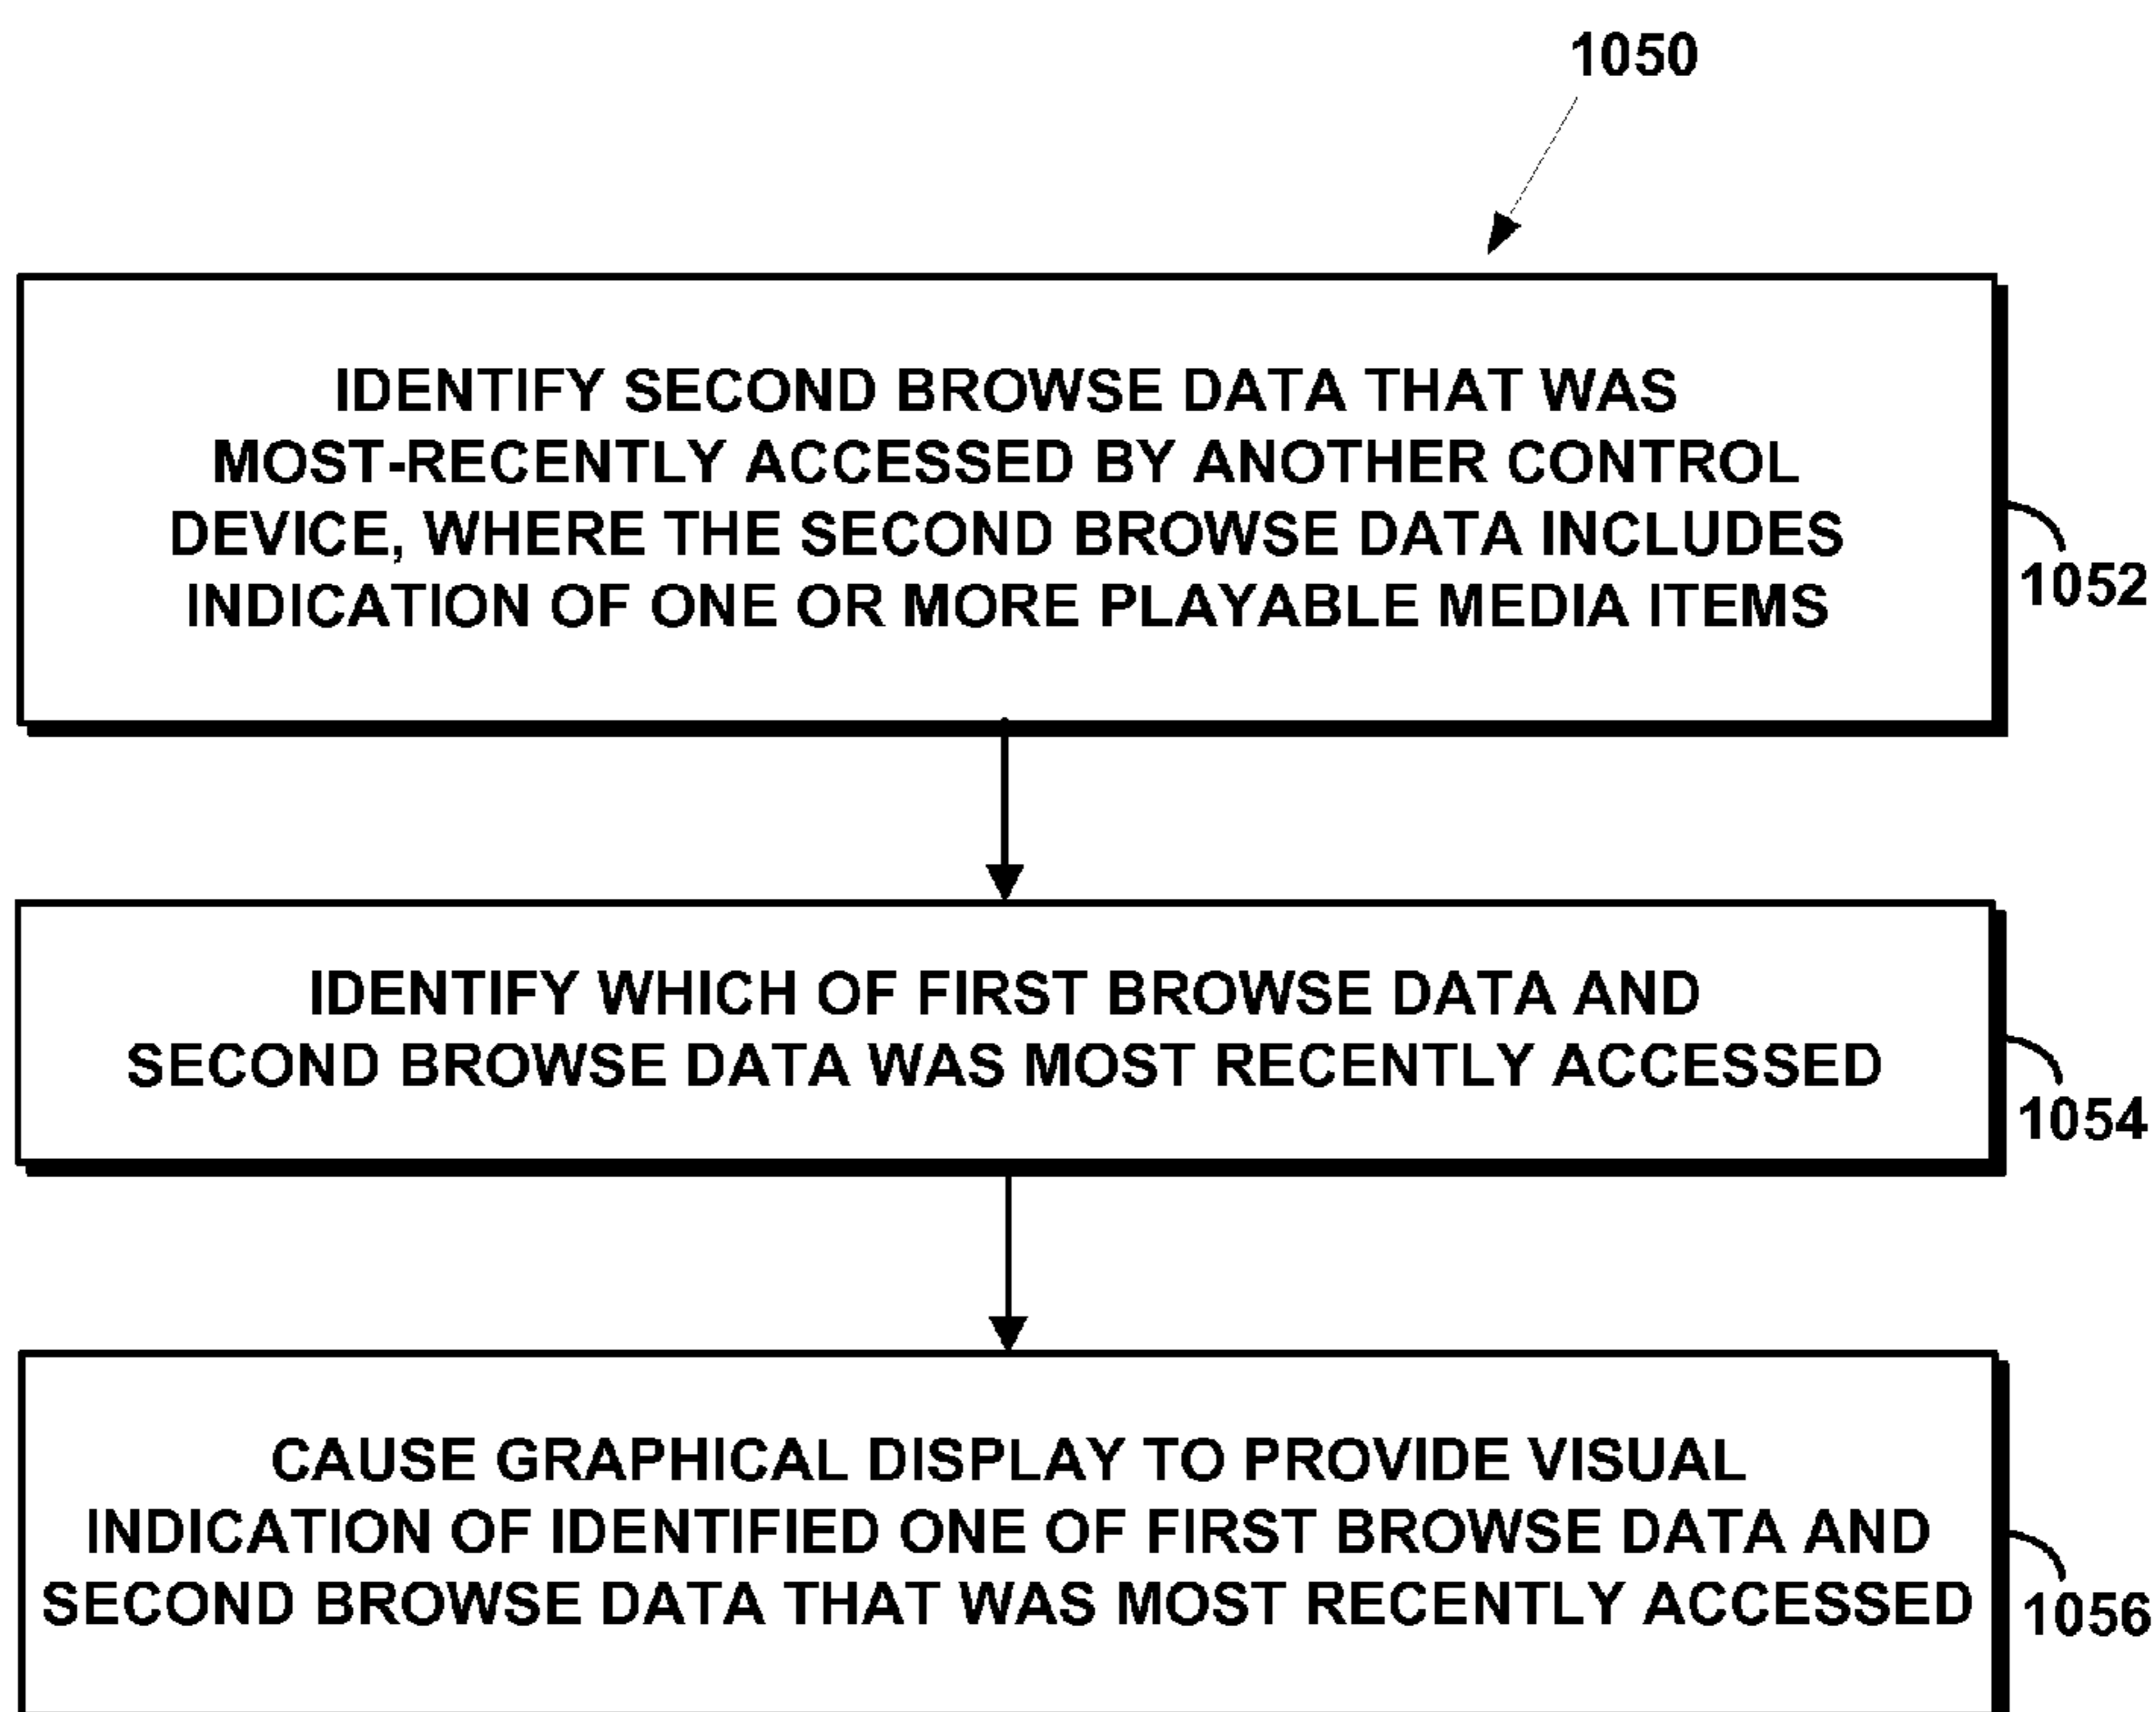 1050
IDENTIFY SECOND BROWSE DATA THAT WAS
MOST-RECENTLY ACCESSED BY ANOTHER CONTROL
DEVICE, WHERE THE SECOND BROWSE DATA INCLUDES
INDICATION OF ONE OR MORE PLAYABLE MEDIA ITEMS
1052
IDENTIFY WHICH OF FIRST BROWSE DATA AND
SECOND BROWSE DATA WAS MOST RECENTLY ACCESSED
1054
CAUSE GRAPHICAL DISPLAY TO PROVIDE VISUAL
INDICATION OF IDENTIFIED ONE OF FIRST BROWSE DATA AND
SECOND BROWSE DATA THAT WAS MOST RECENTLY ACCESSED
1056